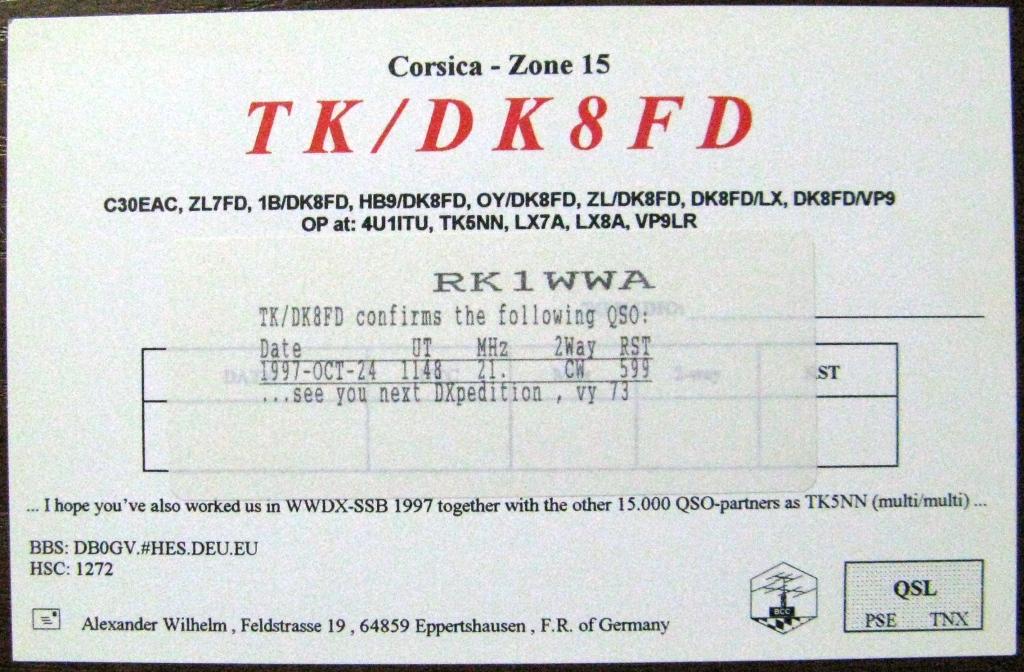 Corsica - Zone 15
TK/DK8FD
C30EAC, ZL7FD, 1B/DK8FD, HB9/DK8FD, OY/DK8FD, ZL/DK8FD, DK8FD/LX, DK8FD/VP9
OP at: 4U1ITU, TK5NN, LX7A, LX8A, VP9LR
RK1WWA
TK/DK8FD confirms the following QSO:
Date UT MHz 2Way RST
1997-OCT-24 1148 21. CW 599
...see you next DXpedition , vy 73
ST
... I hope you've also worked us in WWDX-SSB 1997 together with the other 15.000 QSO-partners as TK5NN (multi/multi) ...
BBS: DB0GV.#HES.DEU.EU
HSC: 1272
Alexander Wilhelm , Feldstrasse 19 , 64859 Eppertshausen , F.R. of Germany
BCC
QSL
PSE TNX